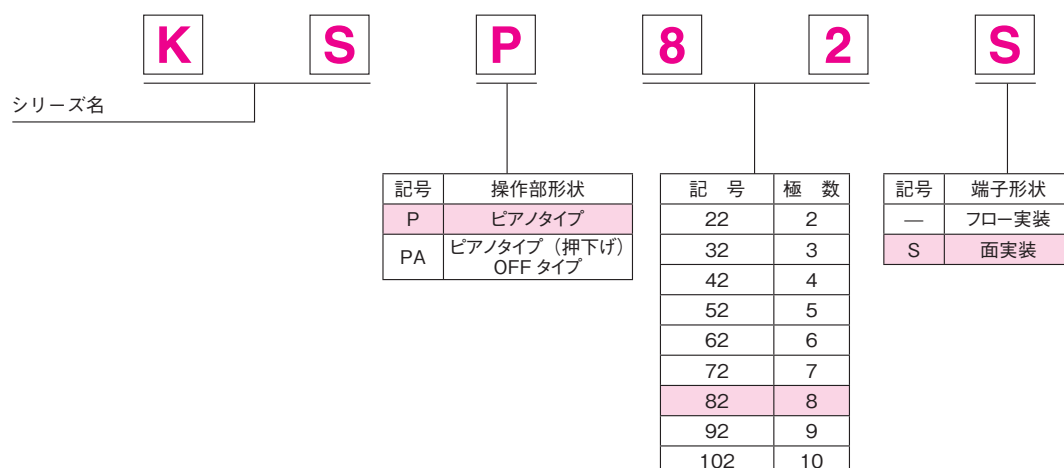 K S P 8 2 S
シリーズ名
記号 操作部形状
P ピアノタイプ
PA ピアノタイプ（押下げ）
OFF タイプ
記 号 極 数
22 2
32 3
42 4
52 5
62 6
72 7
82 8
92 9
102 10
記号 端子形状
— フロー実装
S 面実装